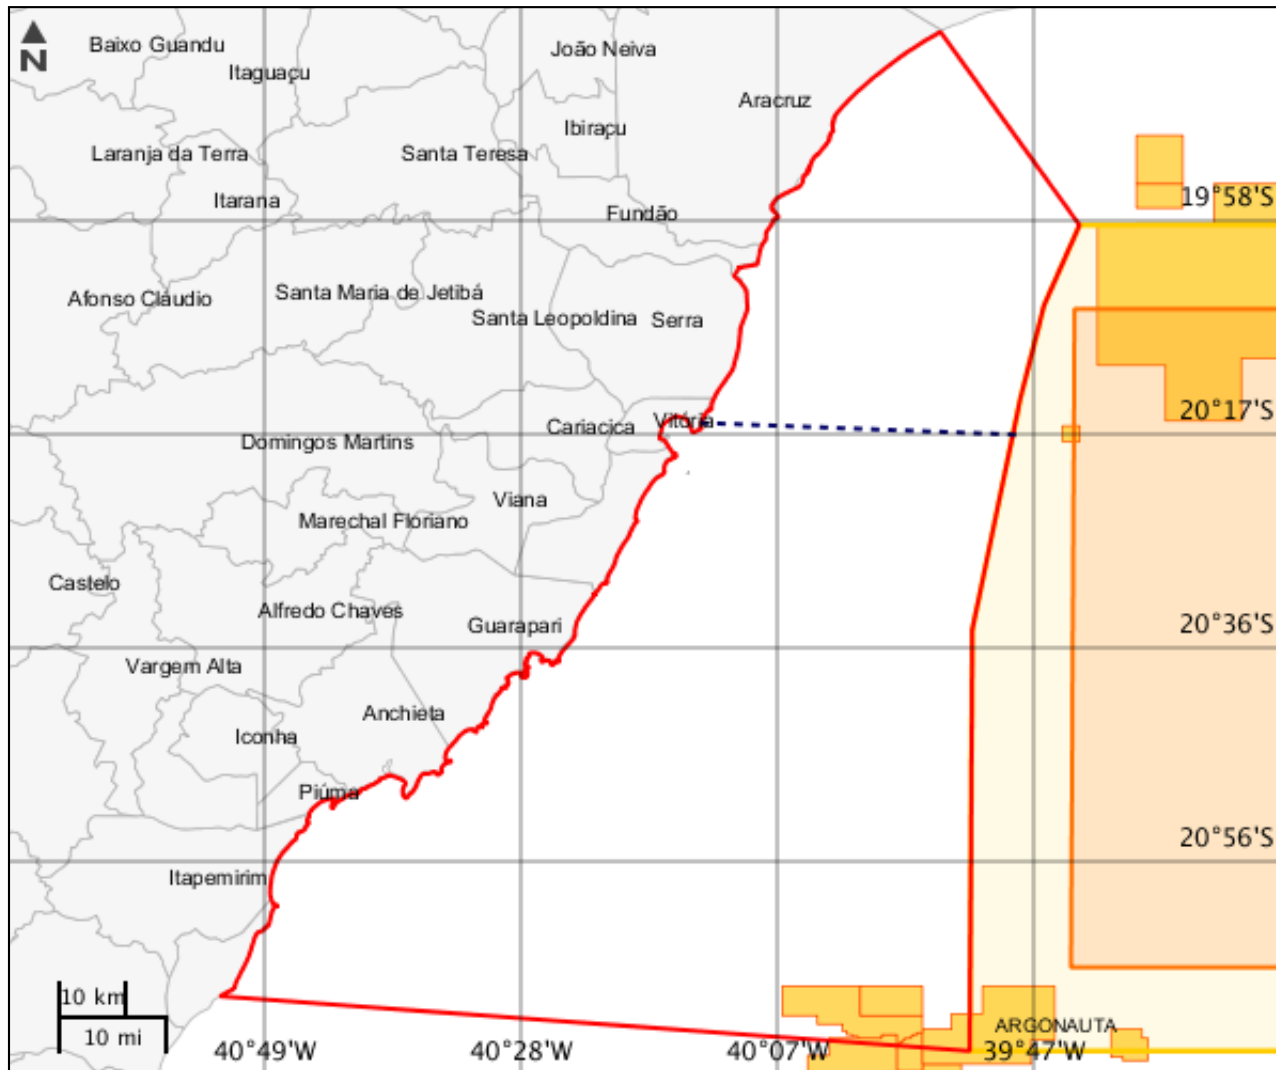 N
Baixo Guandu
João Neiva
Itaguaçu
Aracruz
Ibiraçu
Laranja da Terra
Santa Teresa
Itarana
19°58'S
Fundão
Afonso Cláudio
Santa Maria de Jetibá
Santa Leopoldina
Serra
20°17'S
Vitória
Cariacica
Domingos Martins
Viana
Marechal Floriano
Castelo
Alfredo Chaves
Guarapari
20°36'S
Vargem Alta
Anchieta
Iconha
Piúma
20°56'S
Itapemirim
10 km
10 mi
ARGONAUTA
40°49'W
40°28'W
40°07'W
39°47'W